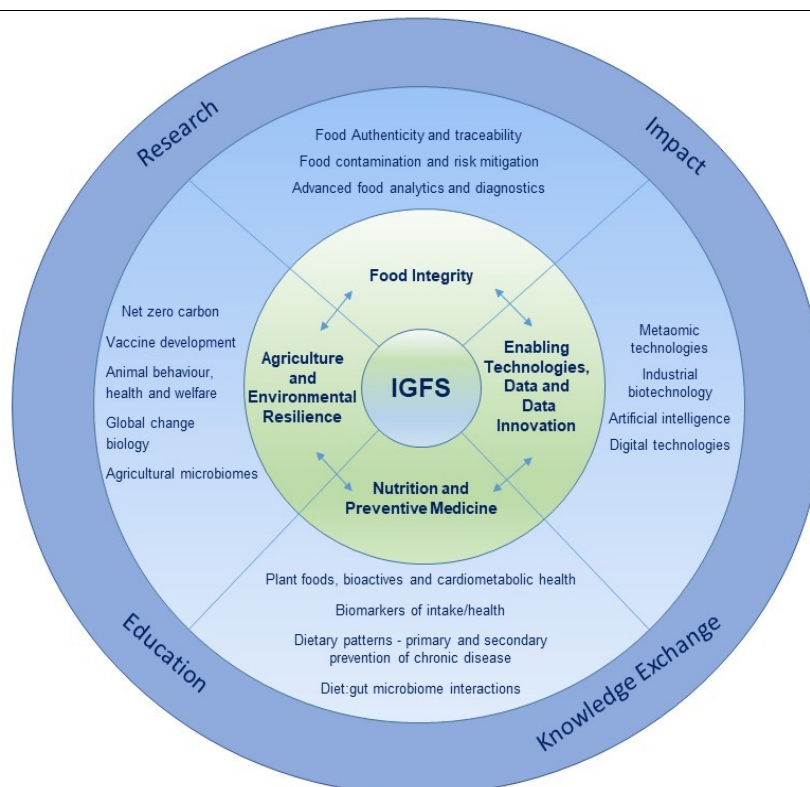 Research
Impact
Food Authenticity and traceability
Food contamination and risk mitigation
Advanced food analytics and diagnostics
Food Integrity
Net zero carbon
Vaccine development
Animal behaviour,
health and welfare
Global change
biology
Agricultural microbiomes
Agriculture
and
Environmental
Resilience
IGFS
Enabling
Technologies,
Data and
Data
Innovation
Metaomic
technologies
Industrial
biotechnology
Artificial intelligence
Digital technologies
Nutrition and
Preventive Medicine
Plant foods, bioactives and cardiometabolic health
Biomarkers of intake/health
Dietary patterns - primary and secondary
prevention of chronic disease
Diet:gut microbiome interactions
Education
Knowledge Exchange